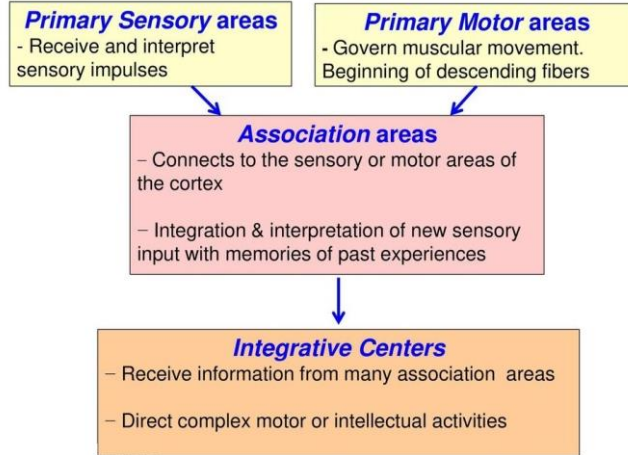 Primary Sensory areas
- Receive and interpret
sensory impulses
Primary Motor areas
- Govern muscular movement.
Beginning of descending fibers
Association areas
– Connects to the sensory or motor areas of
the cortex
– Integration & interpretation of new sensory
input with memories of past experiences
Integrative Centers
– Receive information from many association areas
– Direct complex motor or intellectual activities